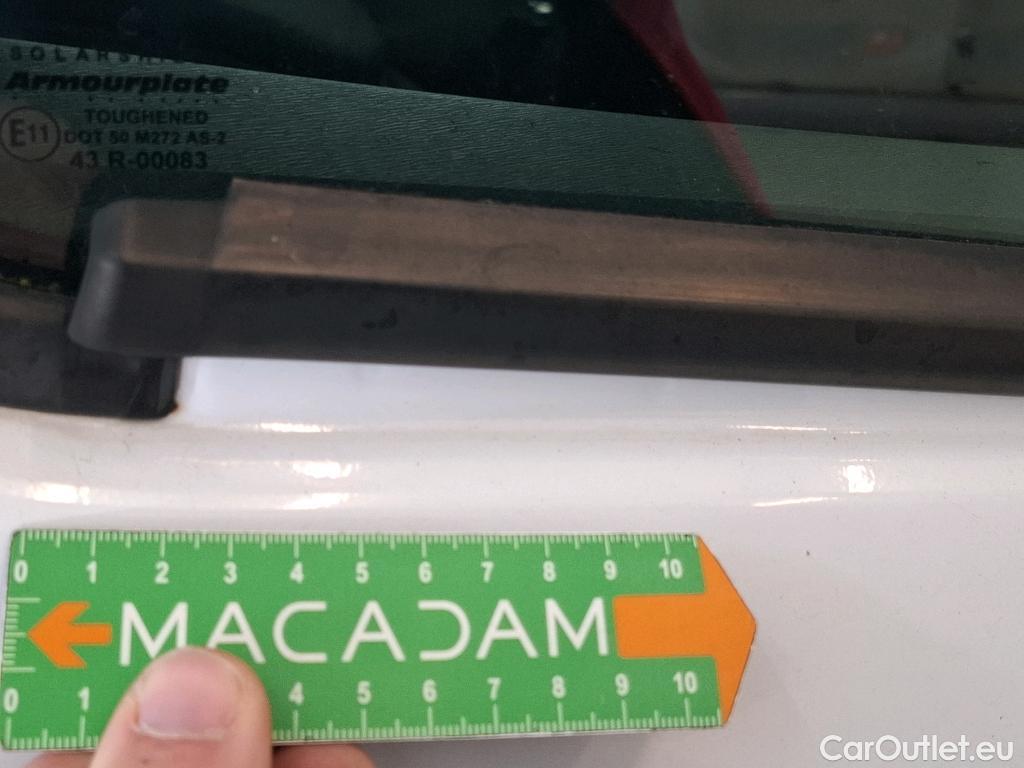 Armourplate
TOUGHENED
E11
DOT 50 M272 AS-2
43 R-00083
0 1 2 3 4 5 6 7 8 9 10
MACADAM
0 1 4 5 6 7 8 9 10
CarOutlet.eu